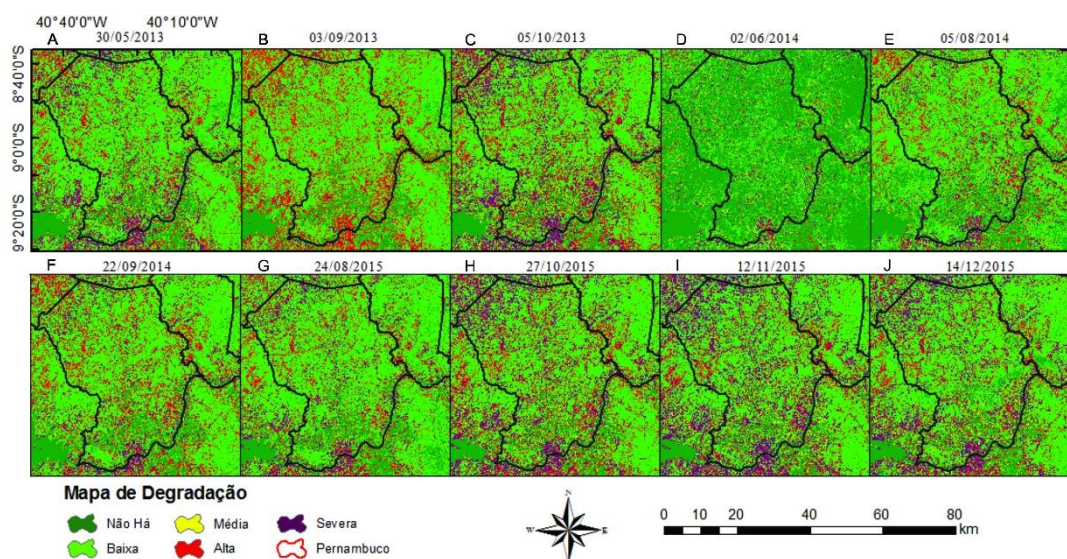 40°40'0"W 40°10'0"W
A B C D E
30/05/2013 03/09/2013 05/10/2013 02/06/2014 05/08/2014
8°40'0"S
9°0'0"S
9°20'0"S
F G H I J
22/09/2014 24/08/2015 27/10/2015 12/11/2015 14/12/2015
Mapa de Degradação
Não Há Média Severa
Baixa Alta Pernambuco
N
W E
S
0 10 20 40 60 80
km